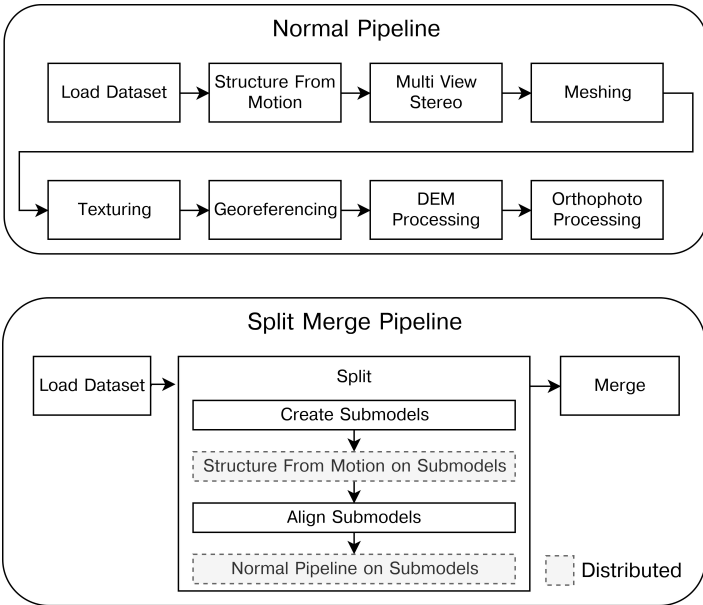 Normal Pipeline
Load Dataset
Structure From
Motion
Multi View
Stereo
Meshing
Texturing
Georeferencing
DEM
Processing
Orthophoto
Processing
Split Merge Pipeline
Load Dataset
Split
Create Submodels
Structure From Motion on Submodels
Align Submodels
Normal Pipeline on Submodels
Merge
Distributed